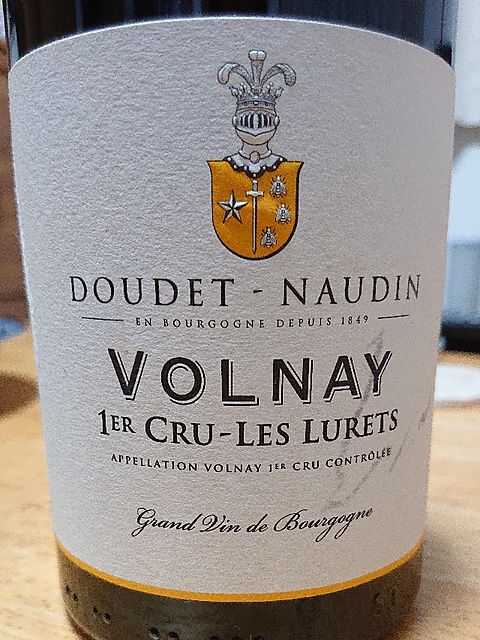 DOUDET - NAUDIN
EN BOURGOGNE DEPUIS 1849
VOLNAY
1ER CRU-LES LURETS
APPELLATION VOLNAY 1ER CRU CONTRÔLÉE
Grand Vin de Bourgogne